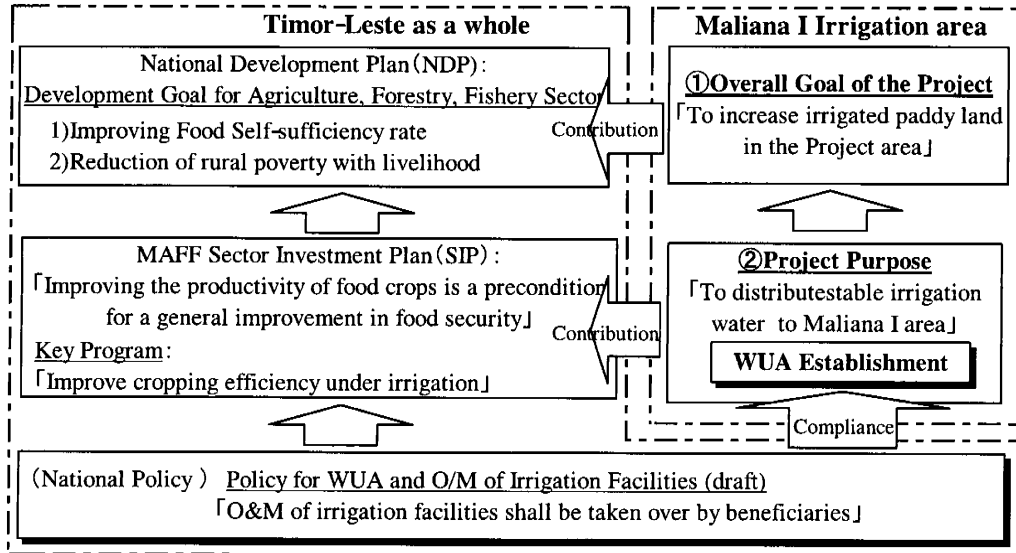 Timor-Leste as a whole
National Development Plan(NDP):
Development Goal for Agriculture, Forestry, Fishery Sector
1)Improving Food Self-sufficiency rate
2)Reduction of rural poverty with livelihood
Contribution
Maliana I Irrigation area
①Overall Goal of the Project
「To increase irrigated paddy land
in the Project area」
MAFF Sector Investment Plan(SIP):
「Improving the productivity of food crops is a precondition
for a general improvement in food security」
Key Program:
「Improve cropping efficiency under irrigation」
Contribution
②Project Purpose
「To distributestable irrigation
water to Maliana I area」
WUA Establishment
Compliance
(National Policy) Policy for WUA and O/M of Irrigation Facilities (draft)
「O&M of irrigation facilities shall be taken over by beneficiaries」